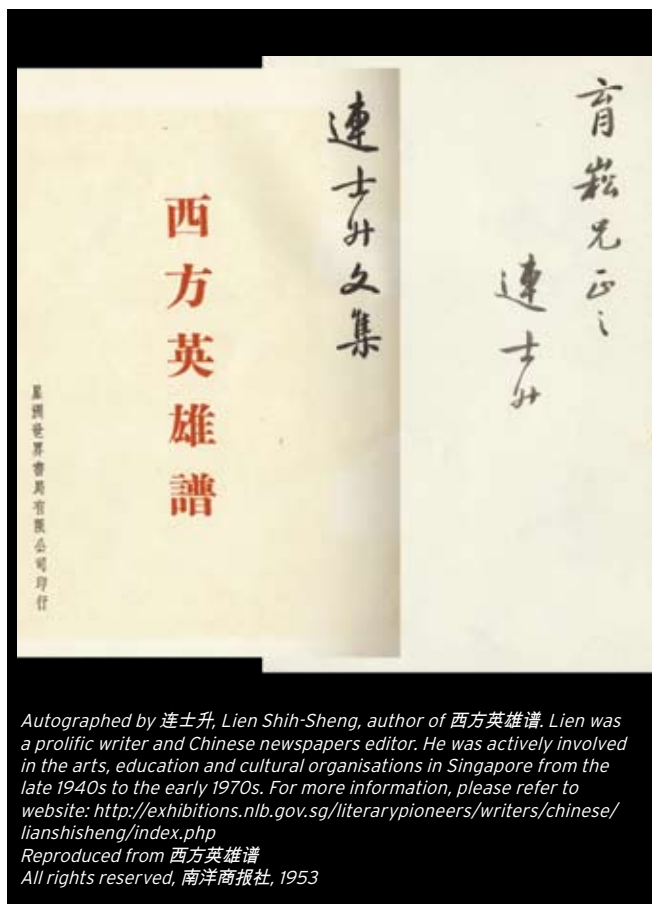 育崧兄正之
連士升
連士升文集
西方英雄譜
星洲世界書局有限公司印行
Autographed by 连士升, Lien Shih-Sheng, author of 西方英雄谱. Lien was
a prolific writer and Chinese newspapers editor. He was actively involved
in the arts, education and cultural organisations in Singapore from the
late 1940s to the early 1970s. For more information, please refer to
website: http://exhibitions.nlb.gov.sg/literarypioneers/writers/chinese/
lianshisheng/index.php
Reproduced from 西方英雄谱
All rights reserved, 南洋商报社, 1953